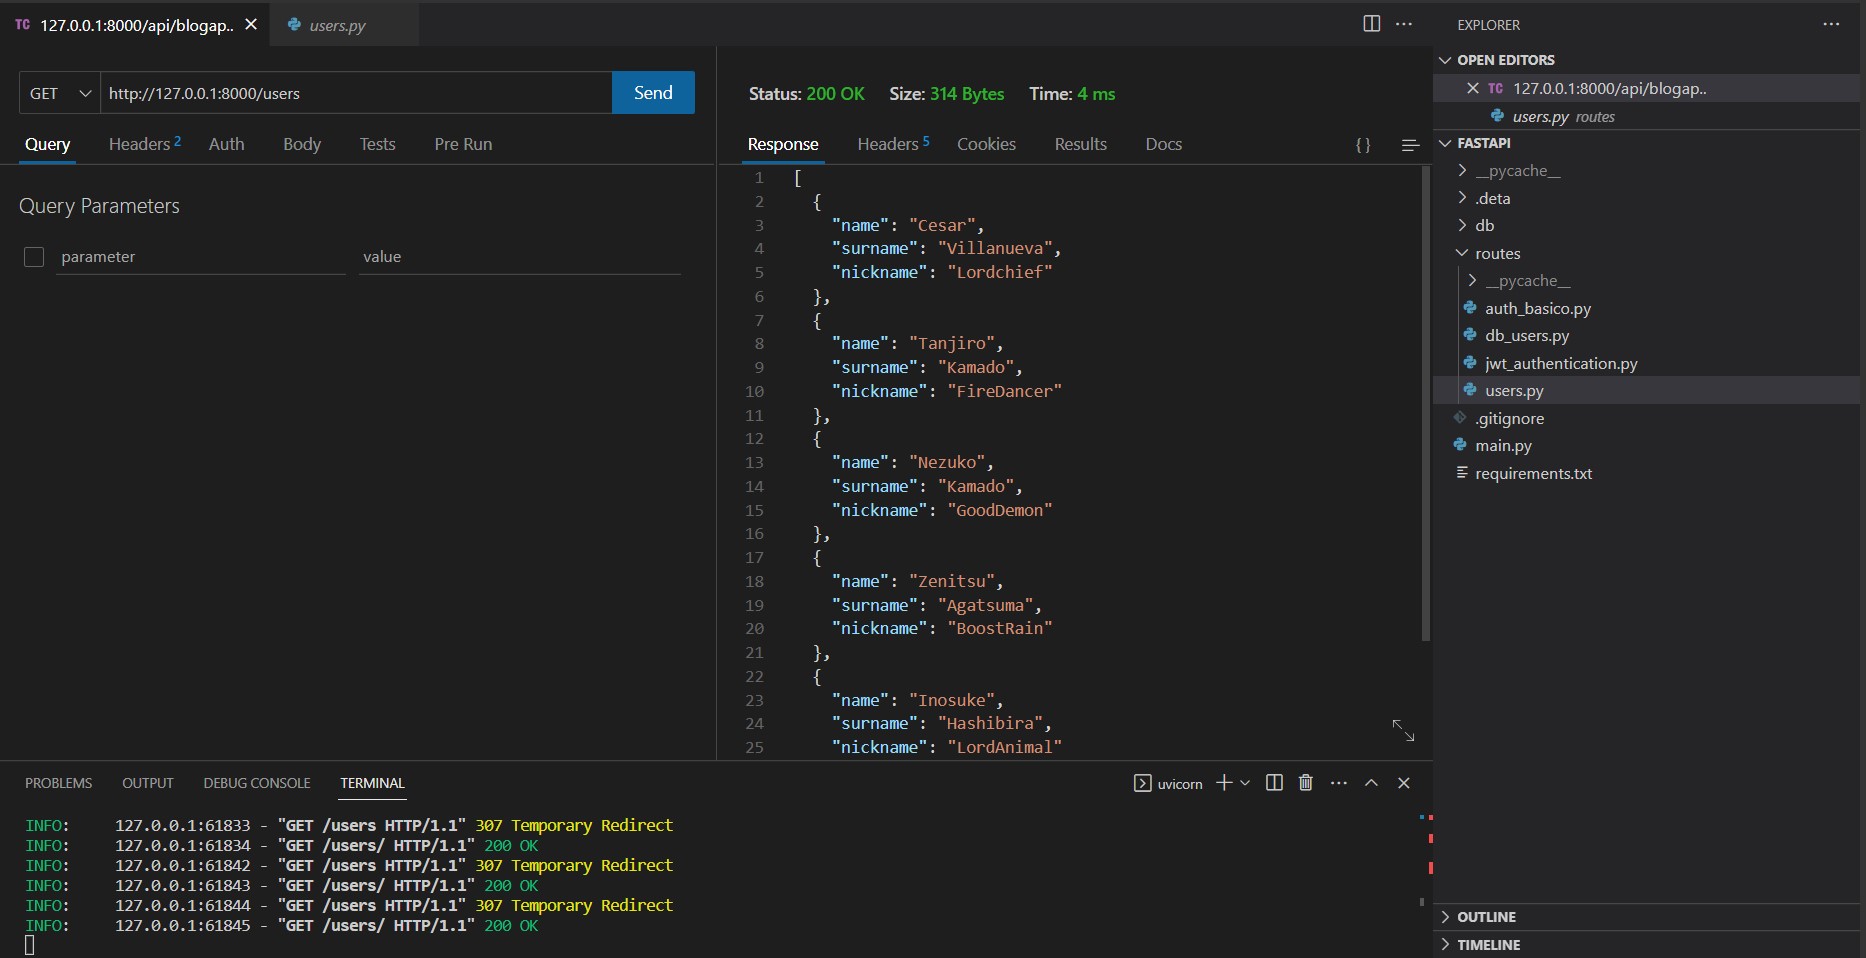 TC 127.0.0.1:8000/api/blogap..
users.py
GET http://127.0.0.1:8000/users Send
Query Headers 2 Auth Body Tests Pre Run
Query Parameters
parameter value
Status: 200 OK Size: 314 Bytes Time: 4 ms
Response Headers 5 Cookies Results Docs { }
1 [
2 {
3 "name": "Cesar",
4 "surname": "Villanueva",
5 "nickname": "Lordchief"
6 },
7 {
8 "name": "Tanjiro",
9 "surname": "Kamado",
10 "nickname": "FireDancer"
11 },
12 {
13 "name": "Nezuko",
14 "surname": "Kamado",
15 "nickname": "GoodDemon"
16 },
17 {
18 "name": "Zenitsu",
19 "surname": "Agatsuma",
20 "nickname": "BoostRain"
21 },
22 {
23 "name": "Inosuke",
24 "surname": "Hashibira",
25 "nickname": "LordAnimal"
PROBLEMS OUTPUT DEBUG CONSOLE TERMINAL
uvicorn
INFO: 127.0.0.1:61833 - "GET /users HTTP/1.1" 307 Temporary Redirect
INFO: 127.0.0.1:61834 - "GET /users/ HTTP/1.1" 200 OK
INFO: 127.0.0.1:61842 - "GET /users HTTP/1.1" 307 Temporary Redirect
INFO: 127.0.0.1:61843 - "GET /users/ HTTP/1.1" 200 OK
INFO: 127.0.0.1:61844 - "GET /users HTTP/1.1" 307 Temporary Redirect
INFO: 127.0.0.1:61845 - "GET /users/ HTTP/1.1" 200 OK
EXPLORER
OPEN EDITORS
TC 127.0.0.1:8000/api/blogap..
users.py routes
FASTAPI
__pycache__
.deta
db
routes
__pycache__
auth_basico.py
db_users.py
jwt_authentication.py
users.py
.gitignore
main.py
requirements.txt
OUTLINE
TIMELINE